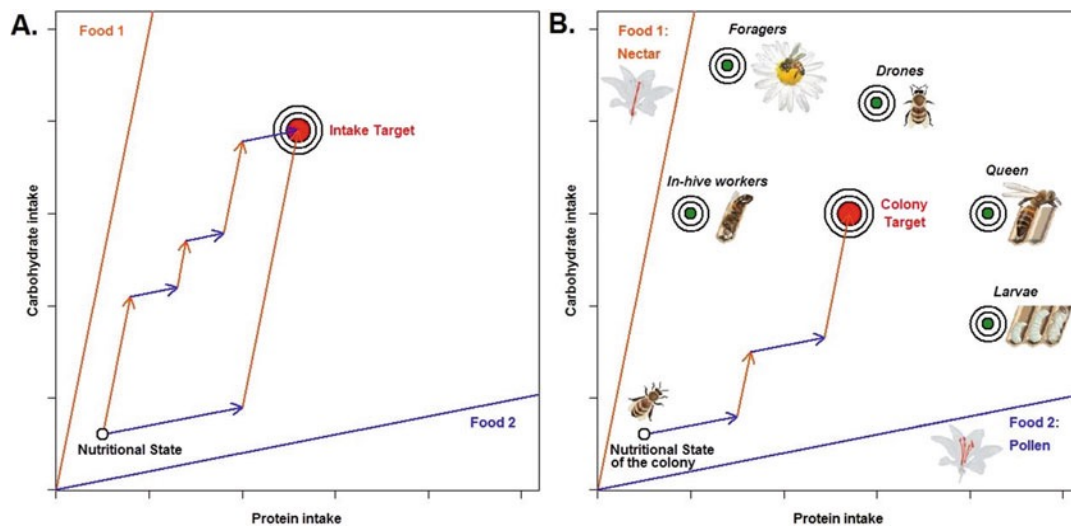 A.
Food 1
Intake Target
Carbohydrate intake
Food 2
Nutritional State
Protein intake
B.
Food 1:
Nectar
Foragers
Drones
In-hive workers
Queen
Colony
Target
Carbohydrate intake
Larvae
Nutritional State
of the colony
Food 2:
Pollen
Protein intake